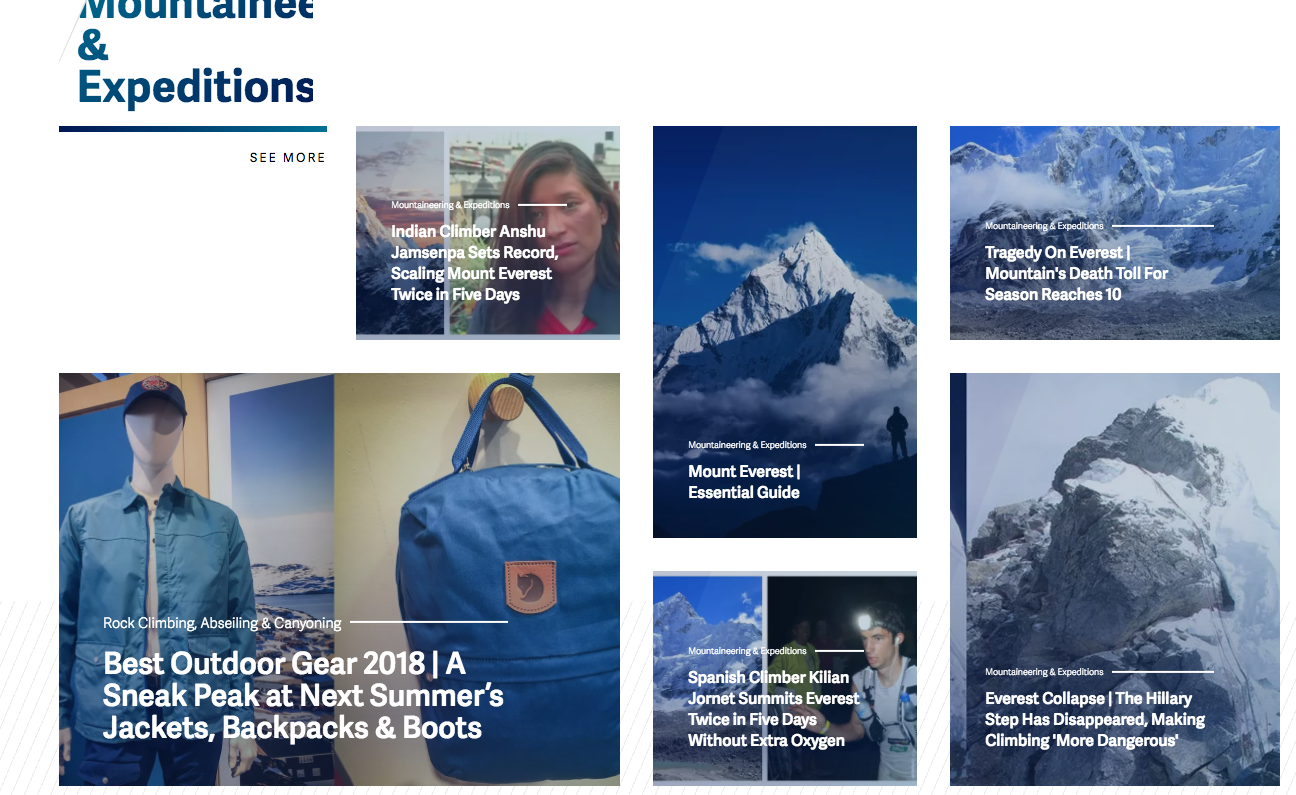 Mountainee
&
Expeditions
SEE MORE
Mountaineering & Expeditions
Indian Climber Anshu
Jamsenpa Sets Record,
Scaling Mount Everest
Twice in Five Days
Mountaineering & Expeditions
Mount Everest |
Essential Guide
Mountaineering & Expeditions
Tragedy On Everest |
Mountain's Death Toll For
Season Reaches 10
Rock Climbing, Abseiling & Canyoning
Best Outdoor Gear 2018 | A
Sneak Peak at Next Summer’s
Jackets, Backpacks & Boots
Mountaineering & Expeditions
Spanish Climber Kilian
Jornet Summits Everest
Twice in Five Days
Without Extra Oxygen
Mountaineering & Expeditions
Everest Collapse | The Hillary
Step Has Disappeared, Making
Climbing 'More Dangerous'